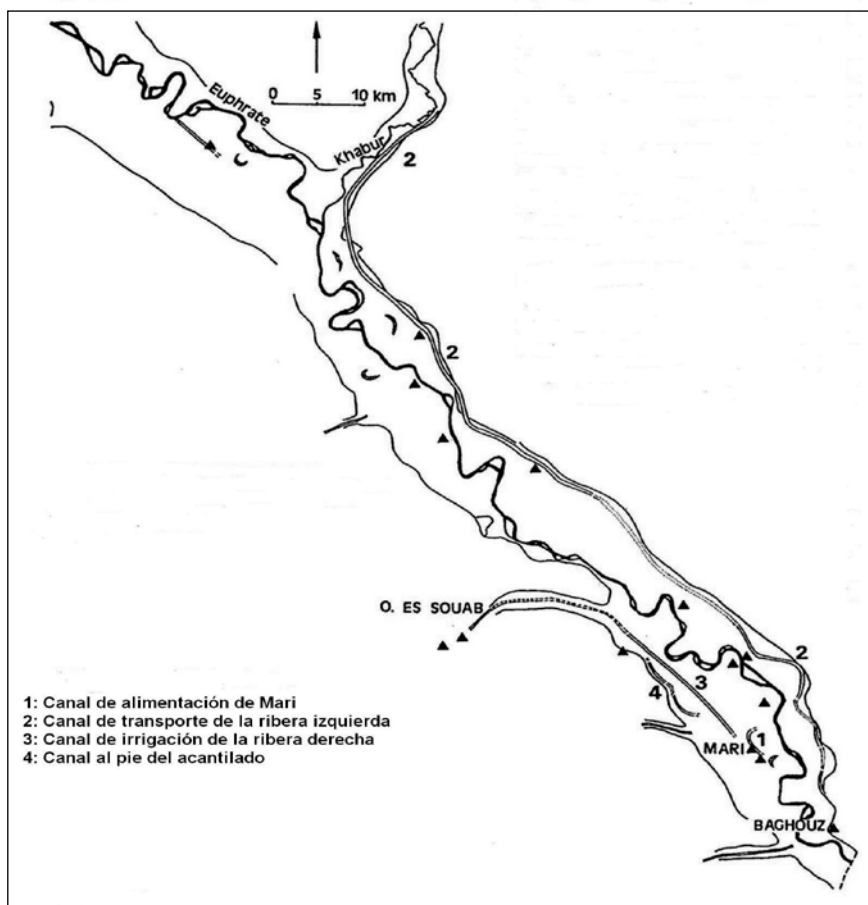 Euphrate
0 5 10 km
Khabur
2
2
O. ES SOUAB
3
2
4
1: Canal de alimentación de Mari
2: Canal de transporte de la ribera izquierda
3: Canal de irrigación de la ribera derecha
4: Canal al pie del acantilado
MARI
1
BAGHOUZ